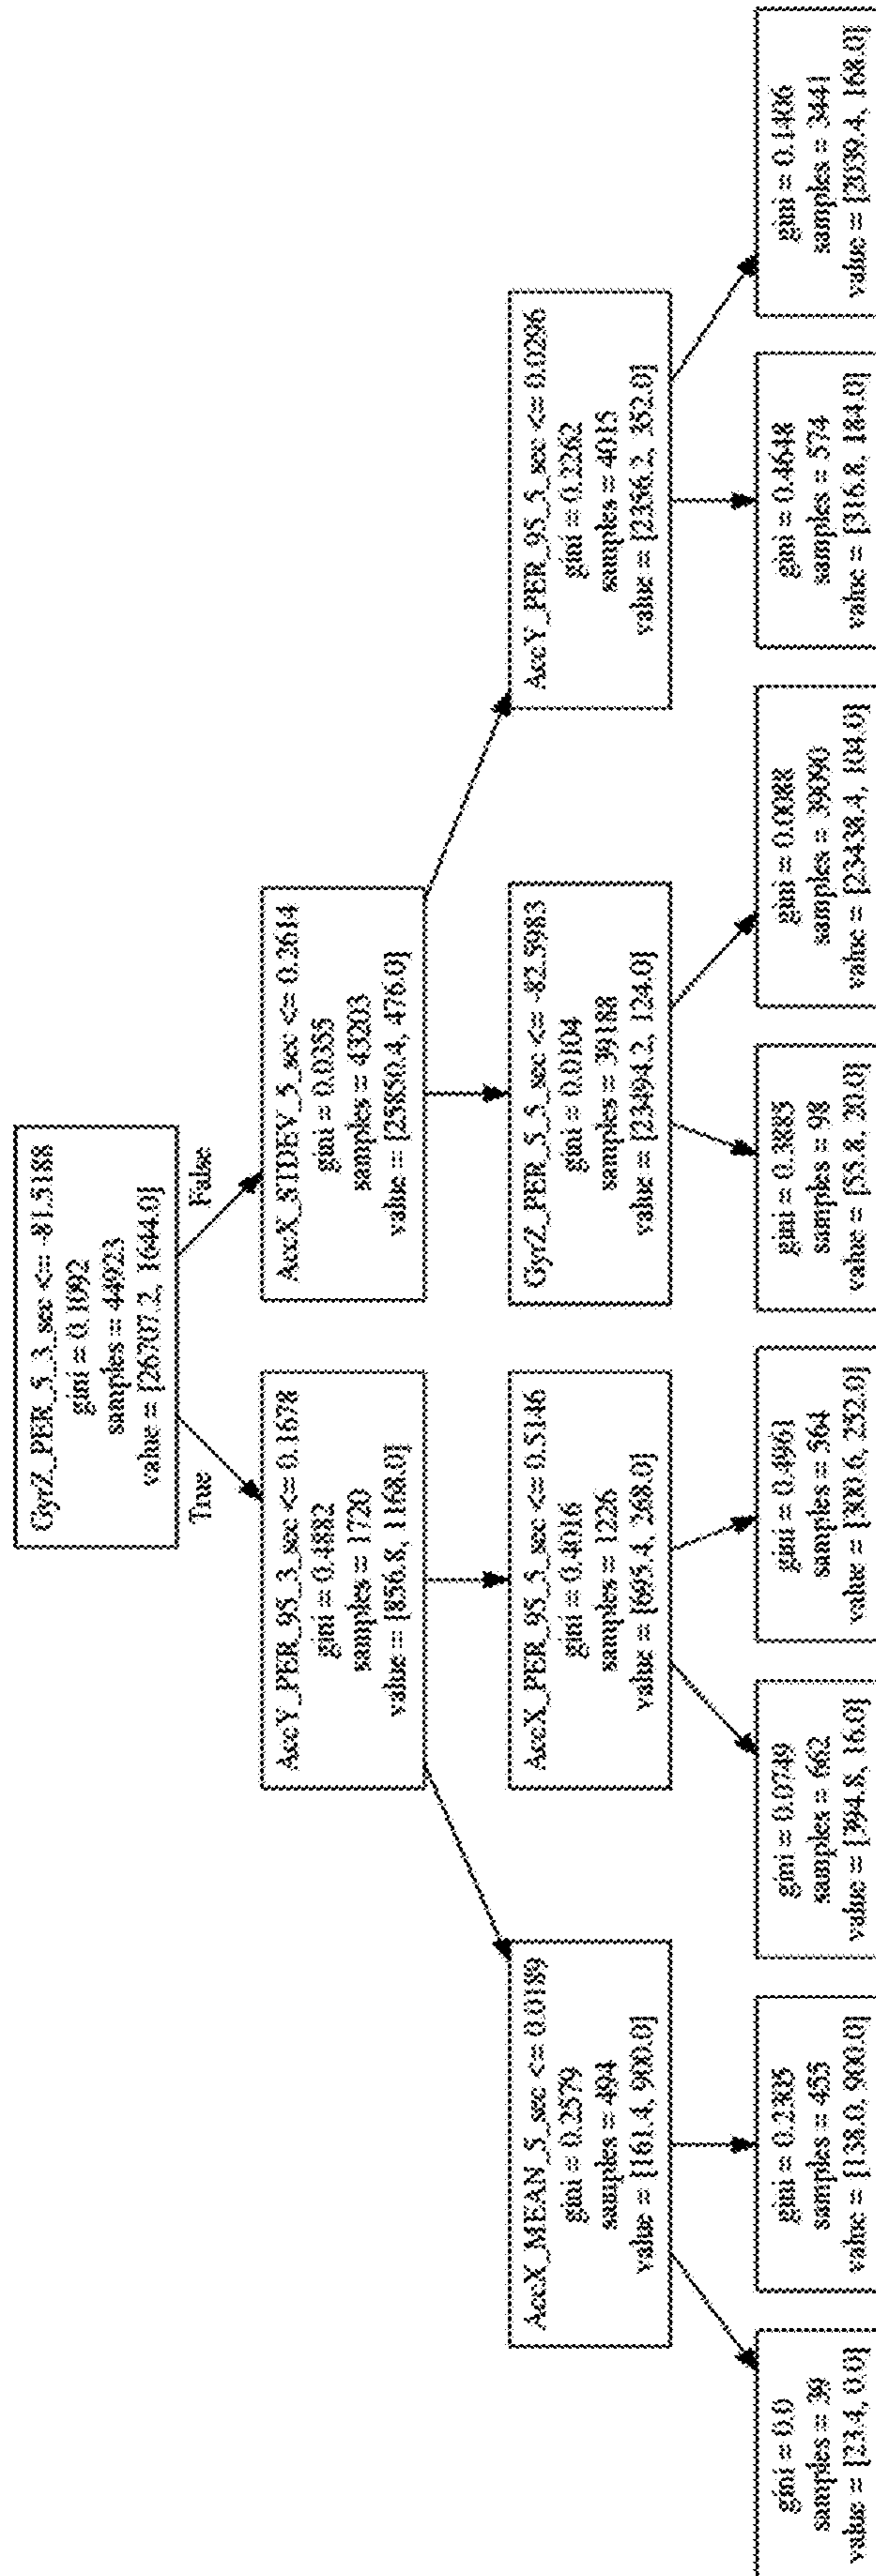 GyrZ_PER_5_3_sec <= -81.5188
gini = 0.1092
samples = 44923
value = [26707.2, 1644.0]
True
False
AccY_PER_95_3_sec <= 0.1678
gini = 0.4882
samples = 1720
value = [856.8, 1168.0]
AccX_STDEV_5_sec <= 0.2614
gini = 0.0355
samples = 43203
value = [25850.4, 476.0]
AccX_MEAN_5_sec <= 0.0189
gini = 0.2579
samples = 494
value = [161.4, 900.0]
AccX_PER_95_5_sec <= 0.5146
gini = 0.4016
samples = 1226
value = [695.4, 268.0]
GyrZ_PER_5_5_sec <= -82.5983
gini = 0.0104
samples = 39188
value = [23494.2, 124.0]
AccY_PER_95_5_sec <= 0.0296
gini = 0.2262
samples = 4015
value = [2356.2, 352.0]
gini = 0.0
samples = 39
value = [23.4, 0.0]
gini = 0.2305
samples = 455
value = [138.0, 900.0]
gini = 0.0749
samples = 662
value = [394.8, 16.0]
gini = 0.4961
samples = 564
value = [300.6, 252.0]
gini = 0.3885
samples = 98
value = [55.8, 20.0]
gini = 0.0088
samples = 39090
value = [23438.4, 104.0]
gini = 0.4648
samples = 574
value = [316.8, 184.0]
gini = 0.1406
samples = 3441
value = [2039.4, 168.0]